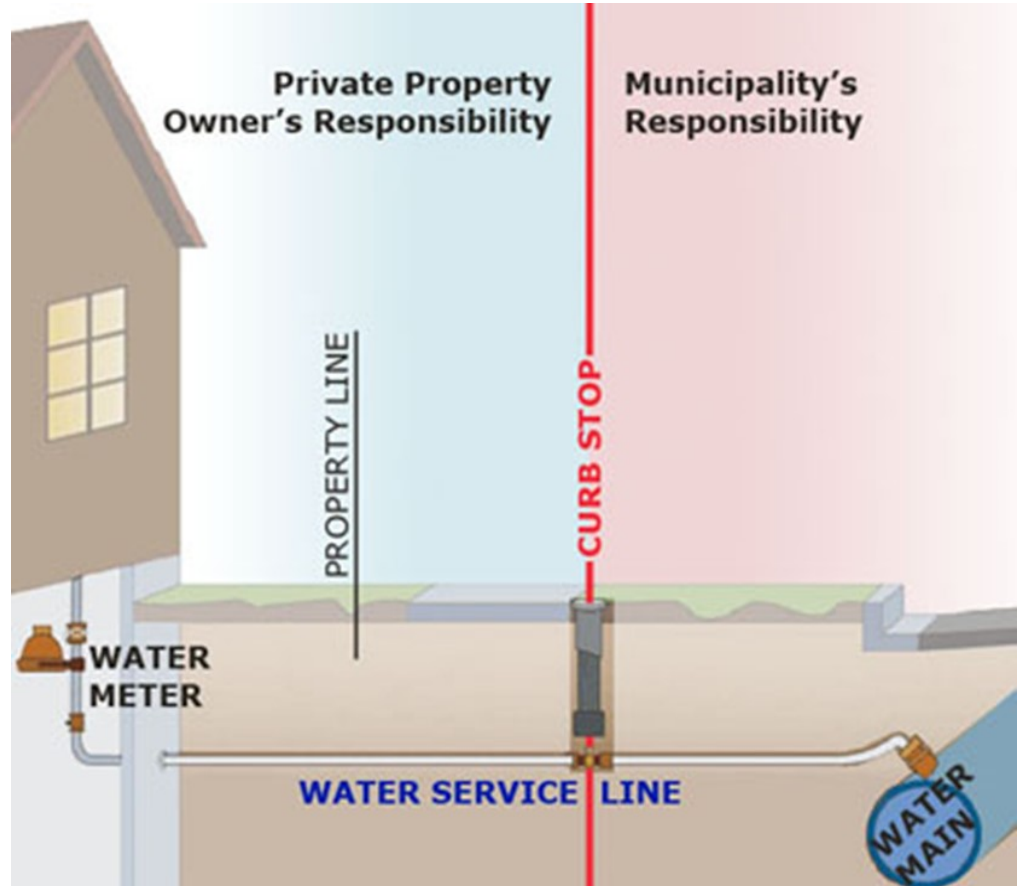 Private Property
Owner's Responsibility
Municipality's
Responsibility
PROPERTY LINE
CURB STOP
WATER
METER
WATER SERVICE LINE
WATER
MAIN